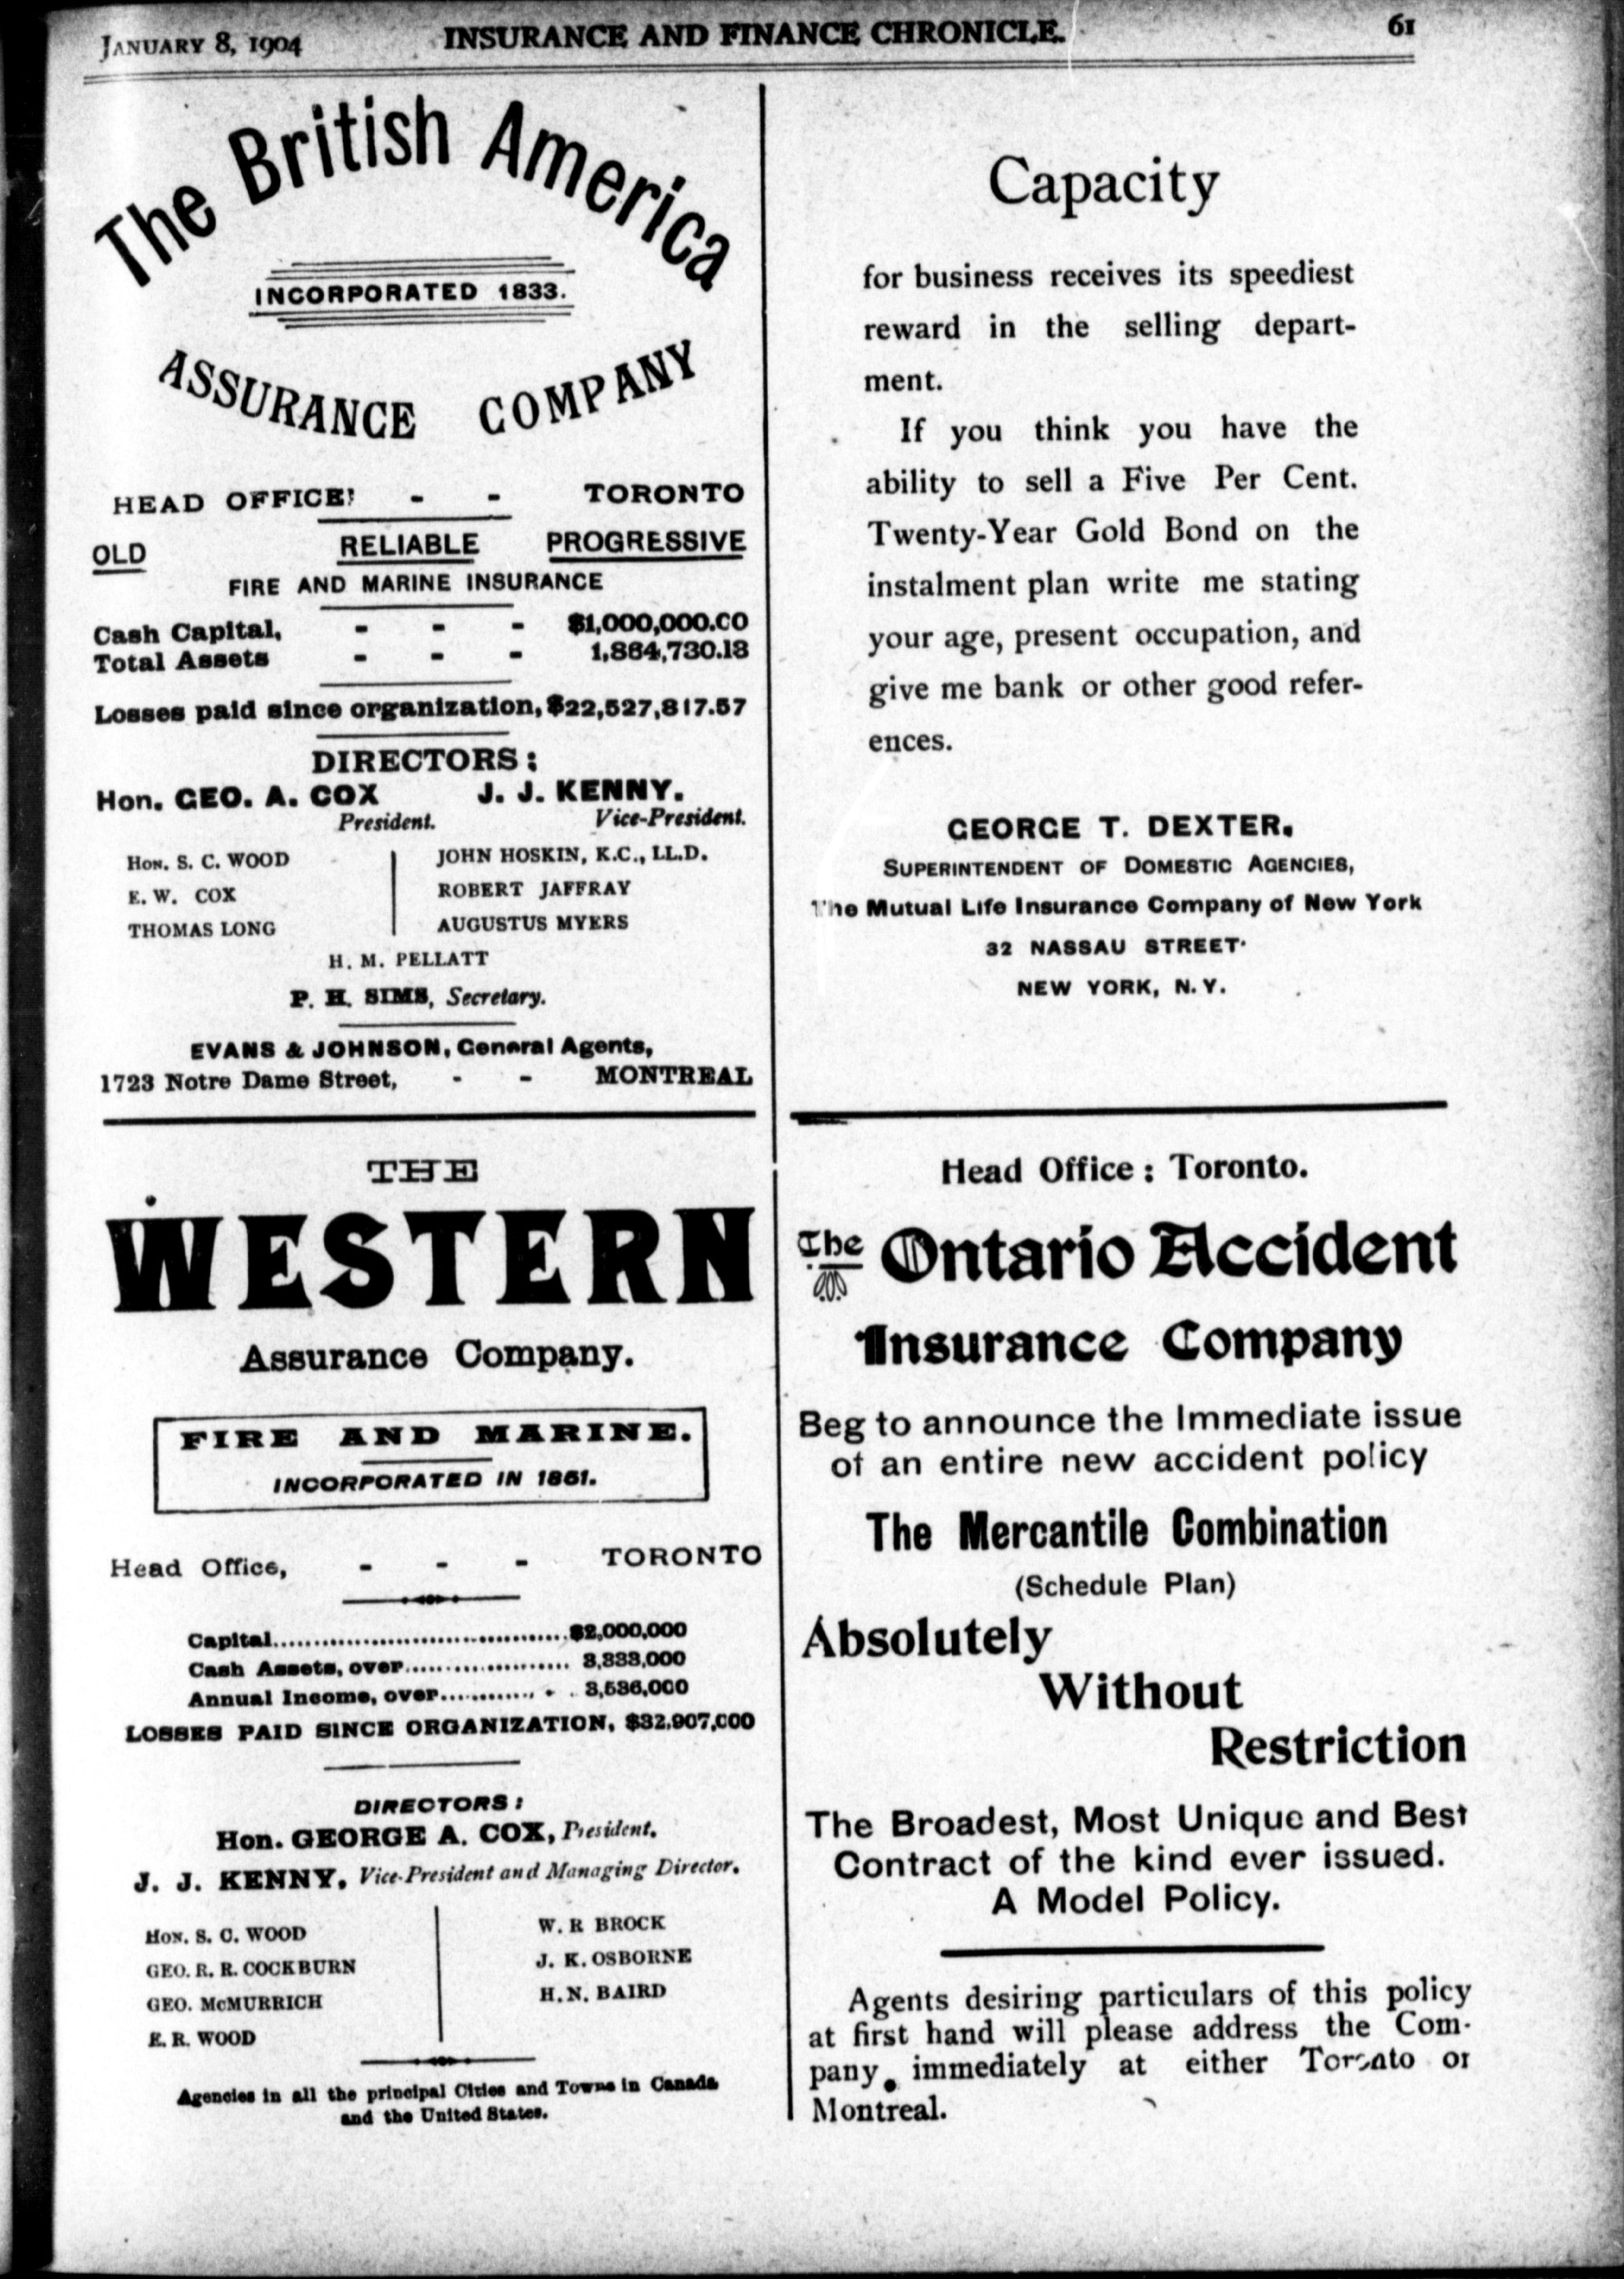 JANUARY 8, 1904 INSURANCE AND FINANCE CHRONICLE. 61
The British America
INCORPORATED 1833.
ASSURANCE COMPANY
HEAD OFFICE: - - TORONTO
OLD RELIABLE PROGRESSIVE
FIRE AND MARINE INSURANCE
Cash Capital, - - - $1,000,000.00
Total Assets - - - 1,864,730.13
Losses paid since organization, $22,527,817.57
DIRECTORS:
Hon. GEO. A. COX J. J. KENNY.
President. Vice-President.
HON. S. C. WOOD JOHN HOSKIN, K.C., LL.D.
E. W. COX ROBERT JAFFRAY
THOMAS LONG AUGUSTUS MYERS
H. M. PELLATT
P. H. SIMS, Secretary.
EVANS & JOHNSON, General Agents,
1723 Notre Dame Street, - - MONTREAL
THE
WESTERN
Assurance Company.
FIRE AND MARINE.
INCORPORATED IN 1851.
Head Office, - - - TORONTO
Capital....................................$2,000,000
Cash Assets, over.................... 3,333,000
Annual Income, over............ 3,536,000
LOSSES PAID SINCE ORGANIZATION, $32,907,000
DIRECTORS:
Hon. GEORGE A. COX, President.
J. J. KENNY, Vice-President and Managing Director.
HON. S. C. WOOD W. R BROCK
GEO. R. R. COCKBURN J. K. OSBORNE
GEO. McMURRICH H. N. BAIRD
E. R. WOOD
Agencies in all the principal Cities and Towns in Canada
and the United States.
Capacity
for business receives its speediest
reward in the selling depart-
ment.
If you think you have the
ability to sell a Five Per Cent.
Twenty-Year Gold Bond on the
instalment plan write me stating
your age, present occupation, and
give me bank or other good refer-
ences.
GEORGE T. DEXTER,
SUPERINTENDENT OF DOMESTIC AGENCIES,
The Mutual Life Insurance Company of New York
32 NASSAU STREET
NEW YORK, N. Y.
Head Office: Toronto.
The Ontario Accident
Insurance Company
Beg to announce the Immediate issue
of an entire new accident policy
The Mercantile Combination
(Schedule Plan)
Absolutely
Without
Restriction
The Broadest, Most Unique and Best
Contract of the kind ever issued.
A Model Policy.
Agents desiring particulars of this policy
at first hand will please address the Com-
pany, immediately at either Toronto or
Montreal.